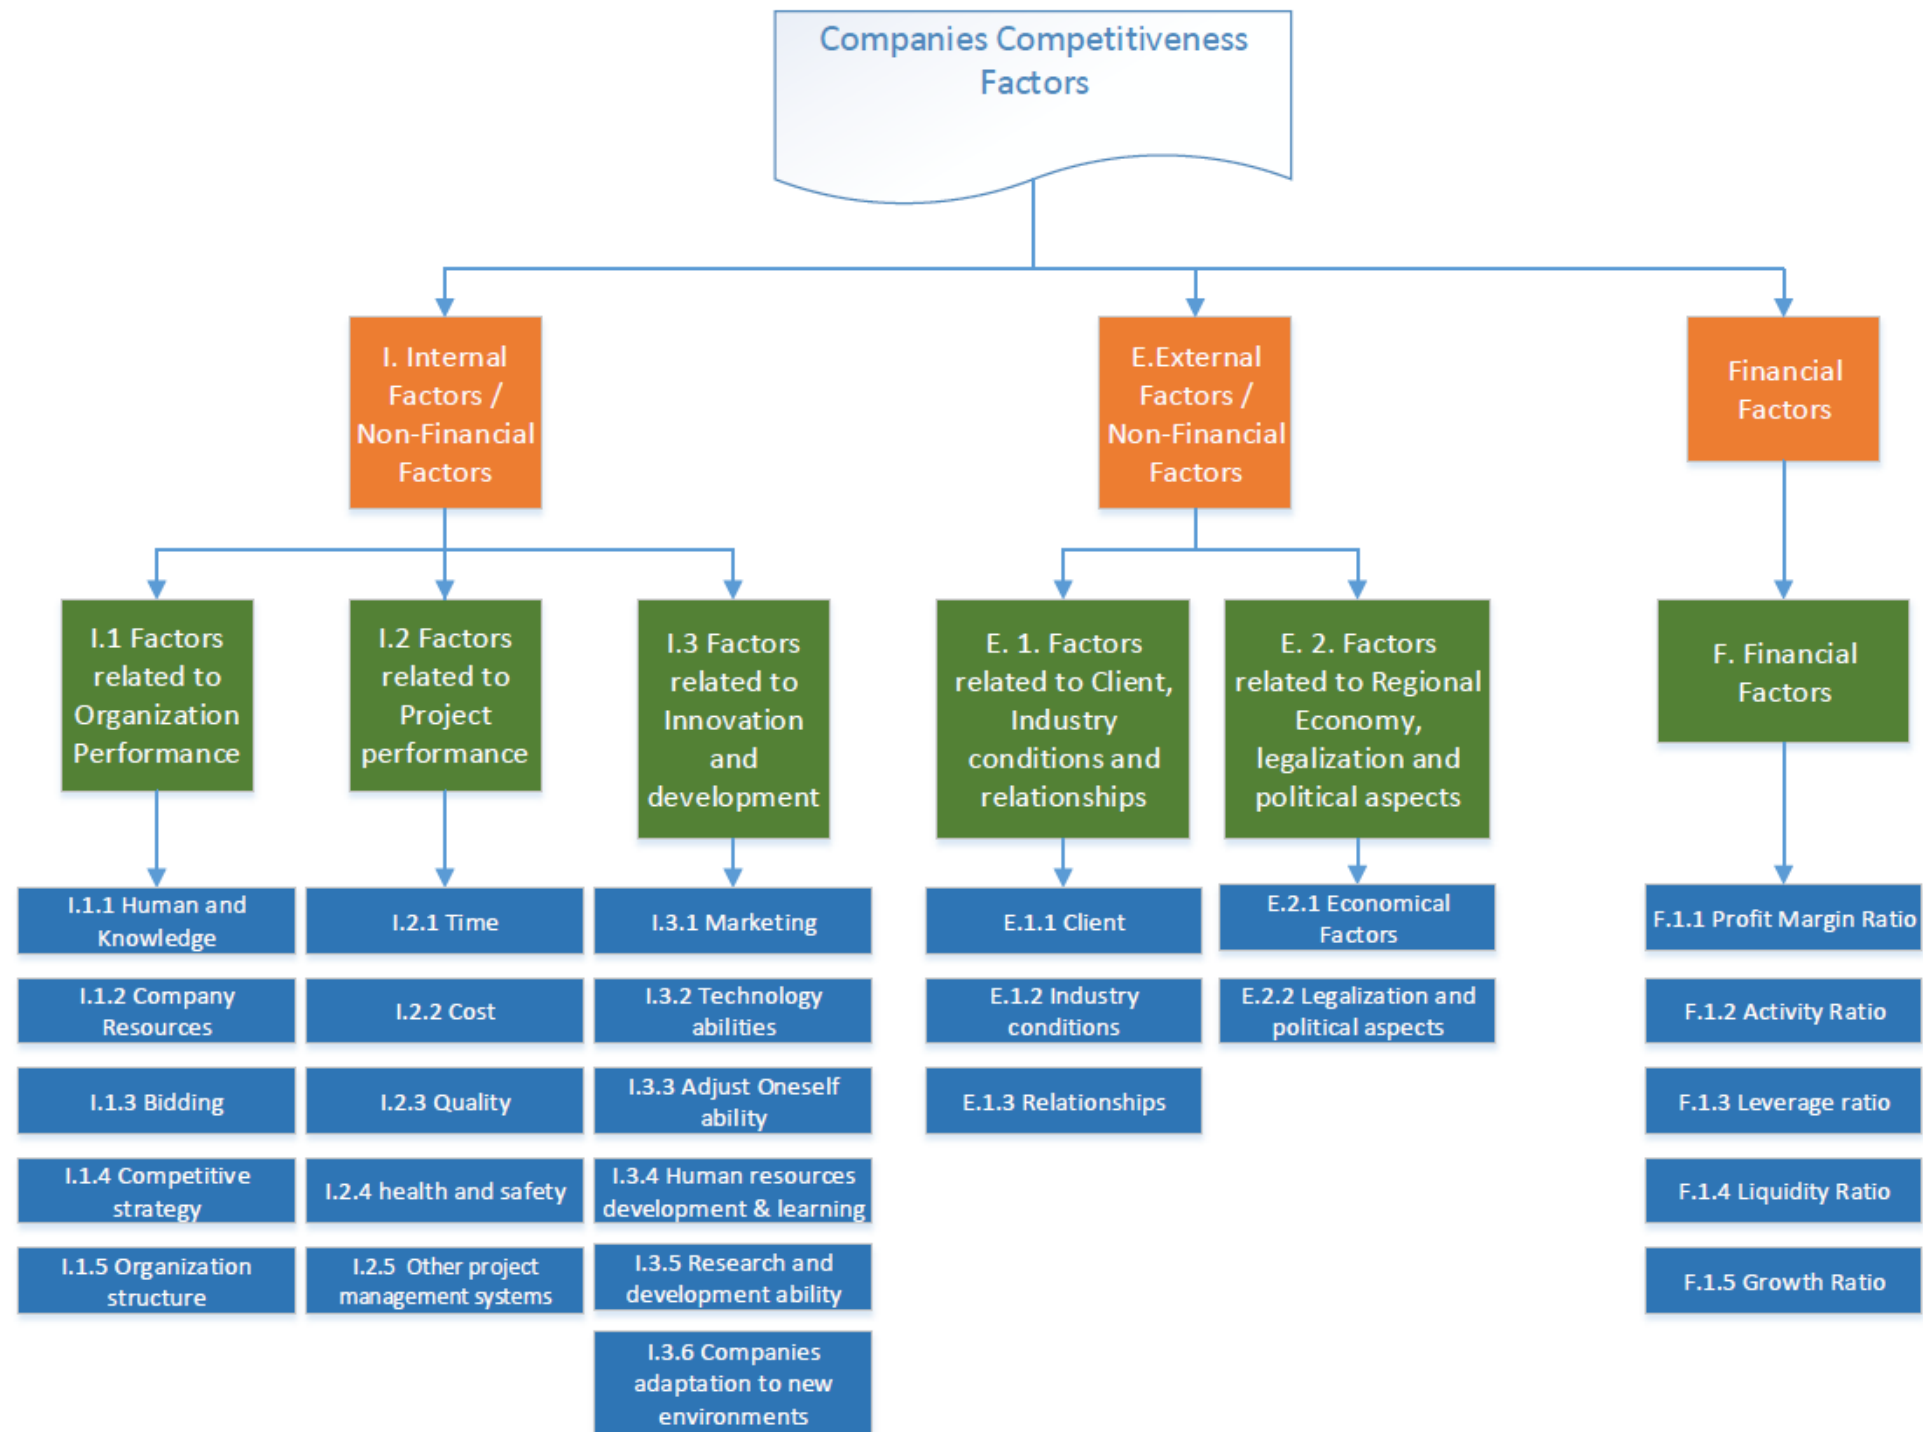 Companies Competitiveness
Factors
I. Internal
Factors /
Non-Financial
Factors
E.External
Factors /
Non-Financial
Factors
Financial
Factors
I.1 Factors
related to
Organization
Performance
I.2 Factors
related to
Project
performance
I.3 Factors
related to
Innovation
and
development
E. 1. Factors
related to Client,
Industry
conditions and
relationships
E. 2. Factors
related to Regional
Economy,
legalization and
political aspects
F. Financial
Factors
I.1.1 Human and
Knowledge
I.1.2 Company
Resources
I.1.3 Bidding
I.1.4 Competitive
strategy
I.1.5 Organization
structure
I.2.1 Time
I.2.2 Cost
I.2.3 Quality
I.2.4 health and safety
I.2.5 Other project
management systems
I.3.1 Marketing
I.3.2 Technology
abilities
I.3.3 Adjust Oneself
ability
I.3.4 Human resources
development & learning
I.3.5 Research and
development ability
I.3.6 Companies
adaptation to new
environments
E.1.1 Client
E.1.2 Industry
conditions
E.1.3 Relationships
E.2.1 Economical
Factors
E.2.2 Legalization and
political aspects
F.1.1 Profit Margin Ratio
F.1.2 Activity Ratio
F.1.3 Leverage ratio
F.1.4 Liquidity Ratio
F.1.5 Growth Ratio